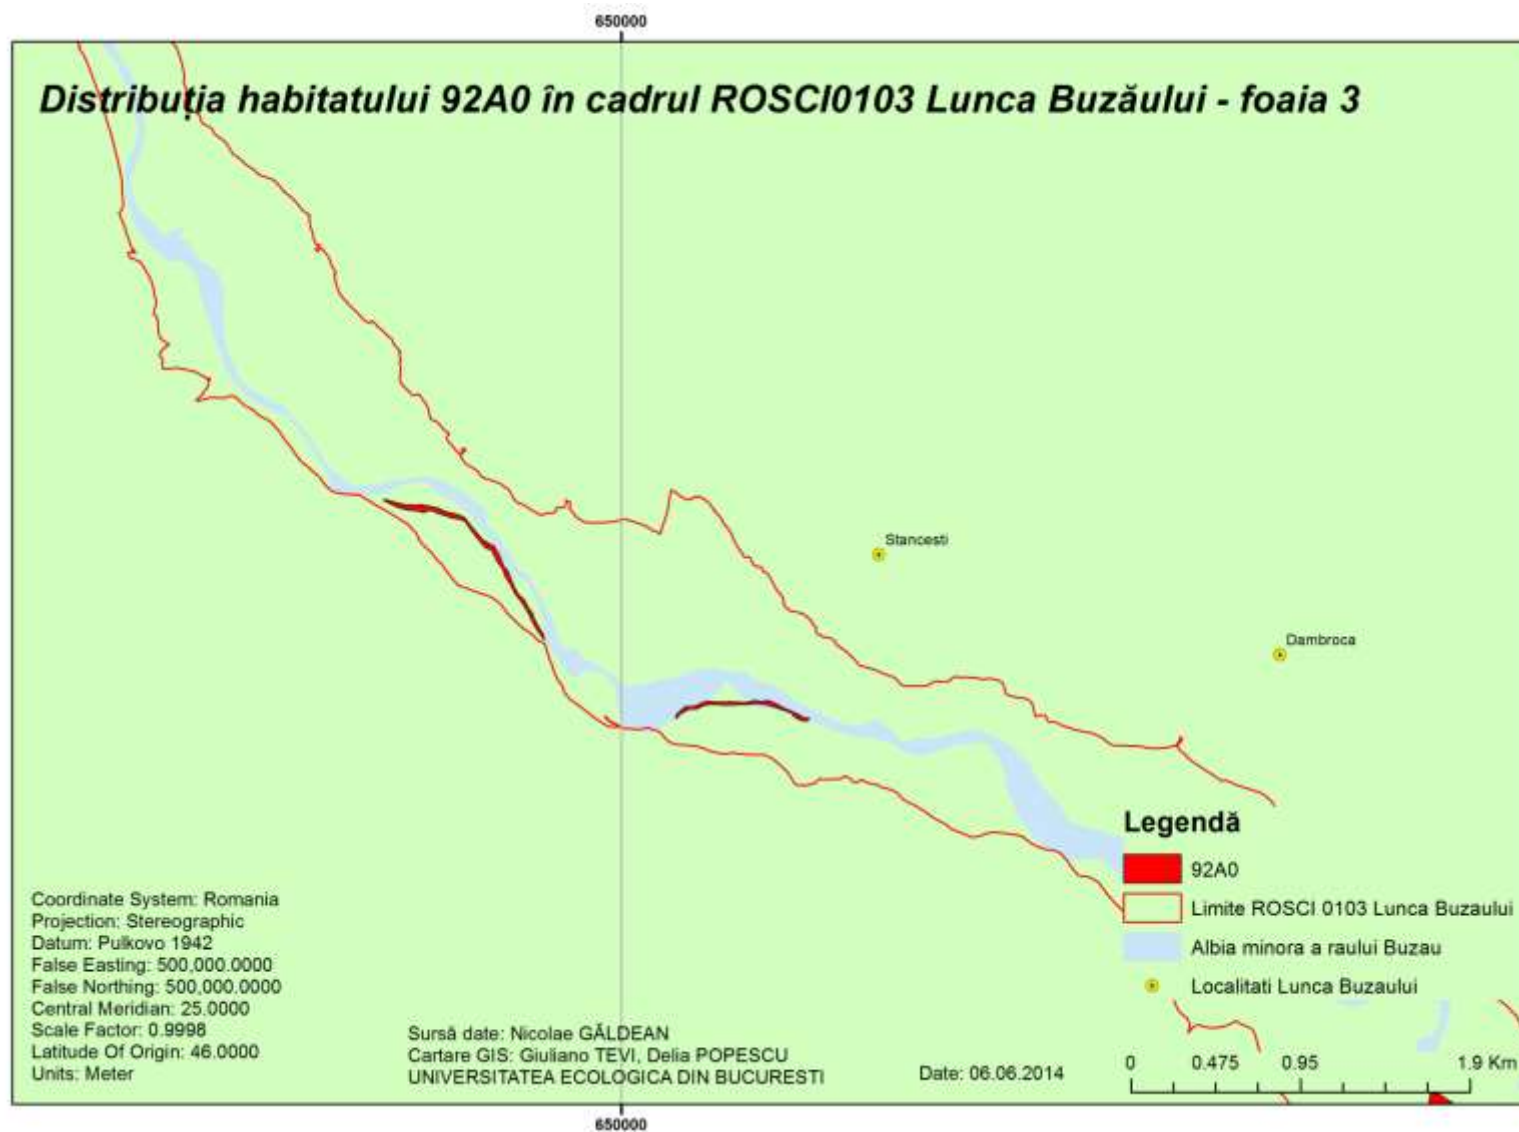 650000
Distribuția habitatului 92A0 în cadrul ROSCI0103 Lunca Buzăului - foaia 3
Stancesti
Dambroca
Legendă
92A0
Limite ROSCI 0103 Lunca Buzaului
Albia minora a raului Buzau
Localitati Lunca Buzaului
Coordinate System: Romania
Projection: Stereographic
Datum: Pulkovo 1942
False Easting: 500,000.0000
False Northing: 500,000.0000
Central Meridian: 25.0000
Scale Factor: 0.9998
Latitude Of Origin: 46.0000
Units: Meter
Sursă date: Nicolae GĂLDEAN
Cartare GIS: Giuliano TEVI, Delia POPESCU
UNIVERSITATEA ECOLOGICA DIN BUCURESTI
Date: 06.06.2014
0 0.475 0.95 1.9 Km
650000